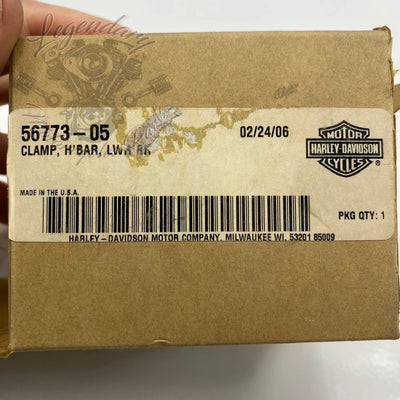 Legendary
56773-05
02/24/06
CLAMP, H'BAR, LWR RR
MOTOR
HARLEY-DAVIDSON
CYCLES
MADE IN THE U.S.A.
PKG QTY: 1
HARLEY-DAVIDSON MOTOR COMPANY, MILWAUKEE WI, 53201 85009